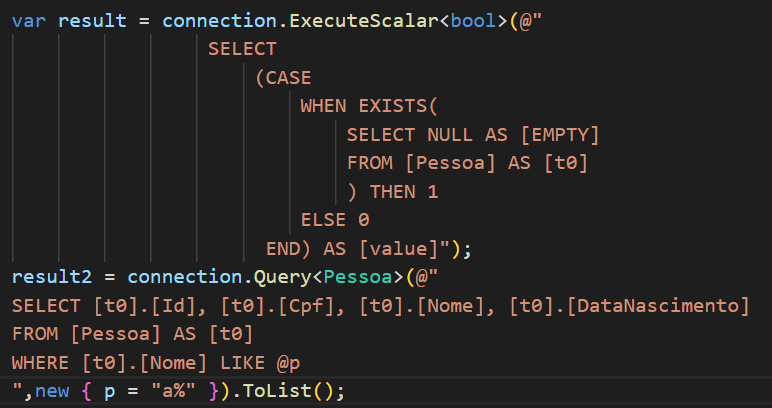 var result = connection.ExecuteScalar<bool>(@"
SELECT
(CASE
WHEN EXISTS(
SELECT NULL AS [EMPTY]
FROM [Pessoa] AS [t0]
) THEN 1
ELSE 0
END) AS [value]");
result2 = connection.Query<Pessoa>(@"
SELECT [t0].[Id], [t0].[Cpf], [t0].[Nome], [t0].[DataNascimento]
FROM [Pessoa] AS [t0]
WHERE [t0].[Nome] LIKE @p
",new { p = "a%" }).ToList();